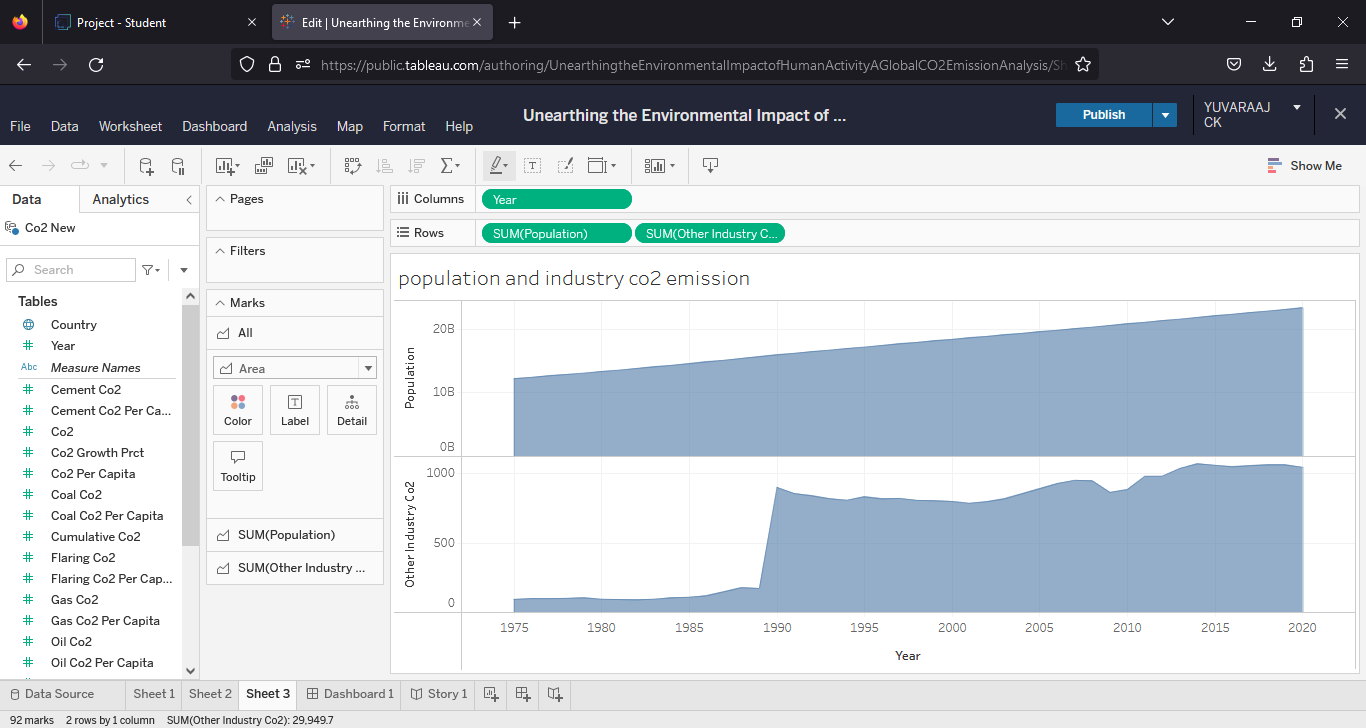 Project - Student
Edit | Unearthing the Environme
https://public.tableau.com/authoring/UnearthingtheEnvironmentalImpactofHumanActivityAGlobalCO2EmissionAnalysis/Sh
Unearthing the Environmental Impact of ...
Publish
YUVARAAJ
CK
File Data Worksheet Dashboard Analysis Map Format Help
Show Me
Data Analytics
Co2 New
Search
Tables
Country
Year
Abc Measure Names
Cement Co2
Cement Co2 Per Ca...
Co2
Co2 Growth Prct
Co2 Per Capita
Coal Co2
Coal Co2 Per Capita
Cumulative Co2
Flaring Co2
Flaring Co2 Per Cap...
Gas Co2
Gas Co2 Per Capita
Oil Co2
Oil Co2 Per Capita
Pages
Filters
Marks
All
Area
Color Label Detail
Tooltip
SUM(Population)
SUM(Other Industry ...
Columns Year
Rows SUM(Population) SUM(Other Industry C...
population and industry co2 emission
Population
20B
10B
0B
Other Industry Co2
1000
500
0
1975 1980 1985 1990 1995 2000 2005 2010 2015 2020
Year
Data Source Sheet 1 Sheet 2 Sheet 3 Dashboard 1 Story 1
92 marks 2 rows by 1 column SUM(Other Industry Co2): 29,949.7